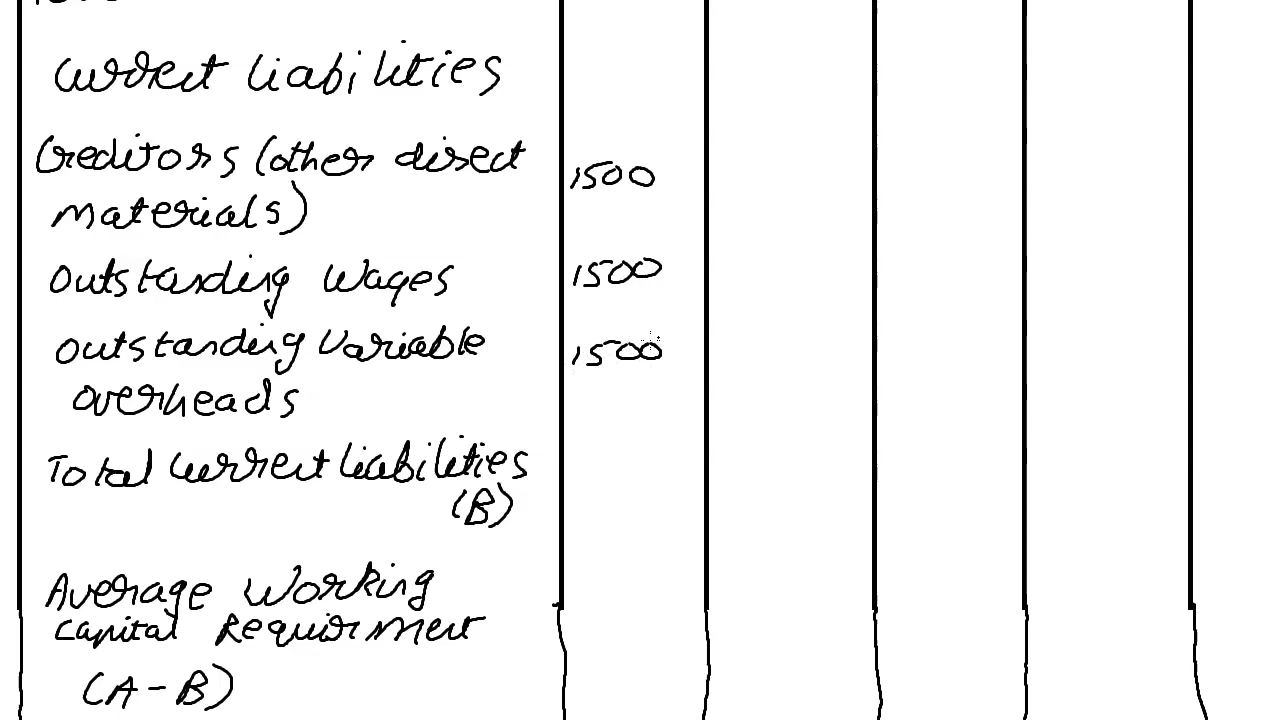 Current liabilities
Creditors (other direct
materials)
1500
Outstanding Wages
1500
Outstanding Variable
overheads
1500
Total Current liabilities
(B)
Average Working
Capital Requirment
(A-B)